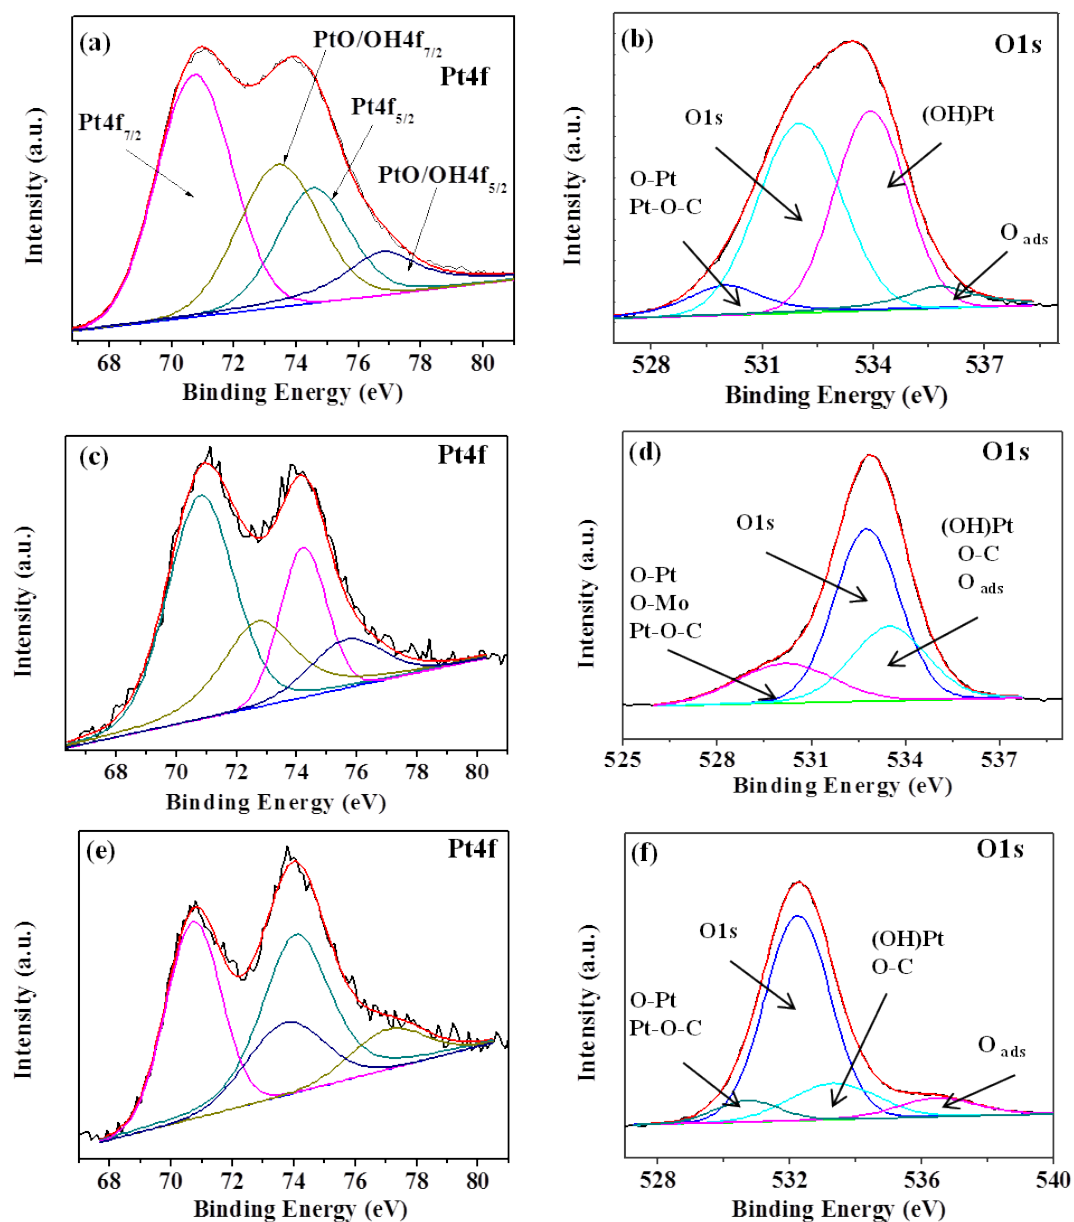 (a)
PtO/OH4f7/2
Pt4f
Pt4f5/2
Pt4f7/2
PtO/OH4f5/2
Intensity (a.u.)
68 70 72 74 76 78 80
Binding Energy (eV)
(b)
O1s
(OH)Pt
O1s
O-Pt
Pt-O-C
O ads
Intensity (a.u.)
528 531 534 537
Binding Energy (eV)
(c)
Pt4f
Intensity (a.u.)
68 70 72 74 76 78 80
Binding Energy (eV)
(d)
O1s
O1s
(OH)Pt
O-C
O ads
O-Pt
O-Mo
Pt-O-C
Intensity (a.u.)
525 528 531 534 537
Binding Energy (eV)
(e)
Pt4f
Intensity (a.u.)
68 70 72 74 76 78 80
Binding Energy (eV)
(f)
O1s
O1s
(OH)Pt
O-C
O-Pt
Pt-O-C
O ads
Intensity (a.u.)
528 532 536 540
Binding Energy (eV)